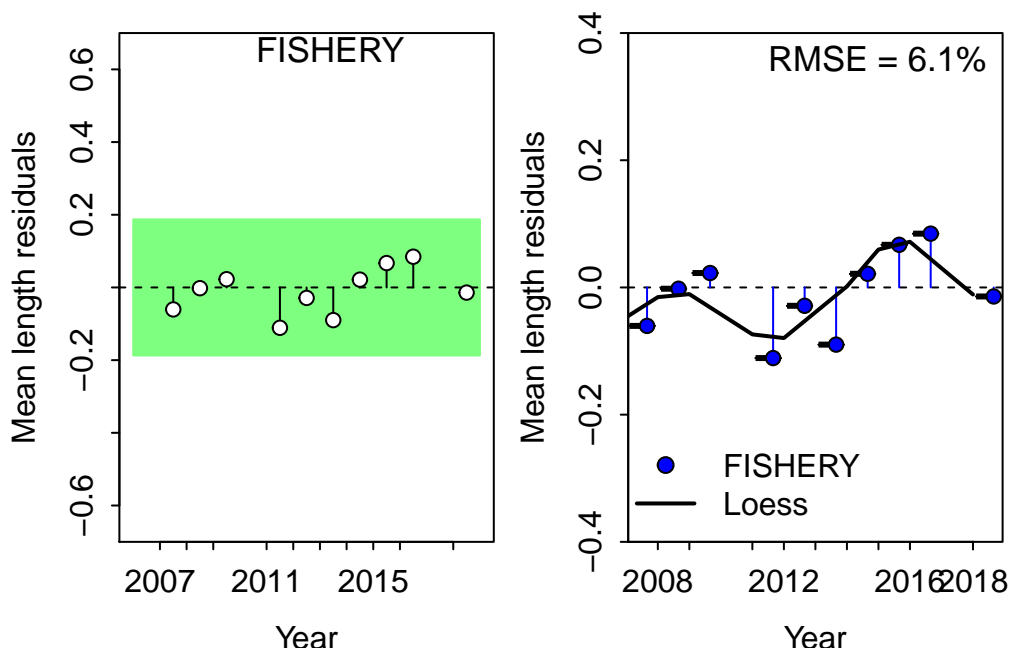 FISHERY
Mean length residuals
0.6
0.4
0.2
−0.2
−0.6
2007 2011 2015
Year
RMSE = 6.1%
Mean length residuals
0.4
0.2
0.0
−0.2
−0.4
FISHERY
Loess
2008 2012 2016 2018
Year